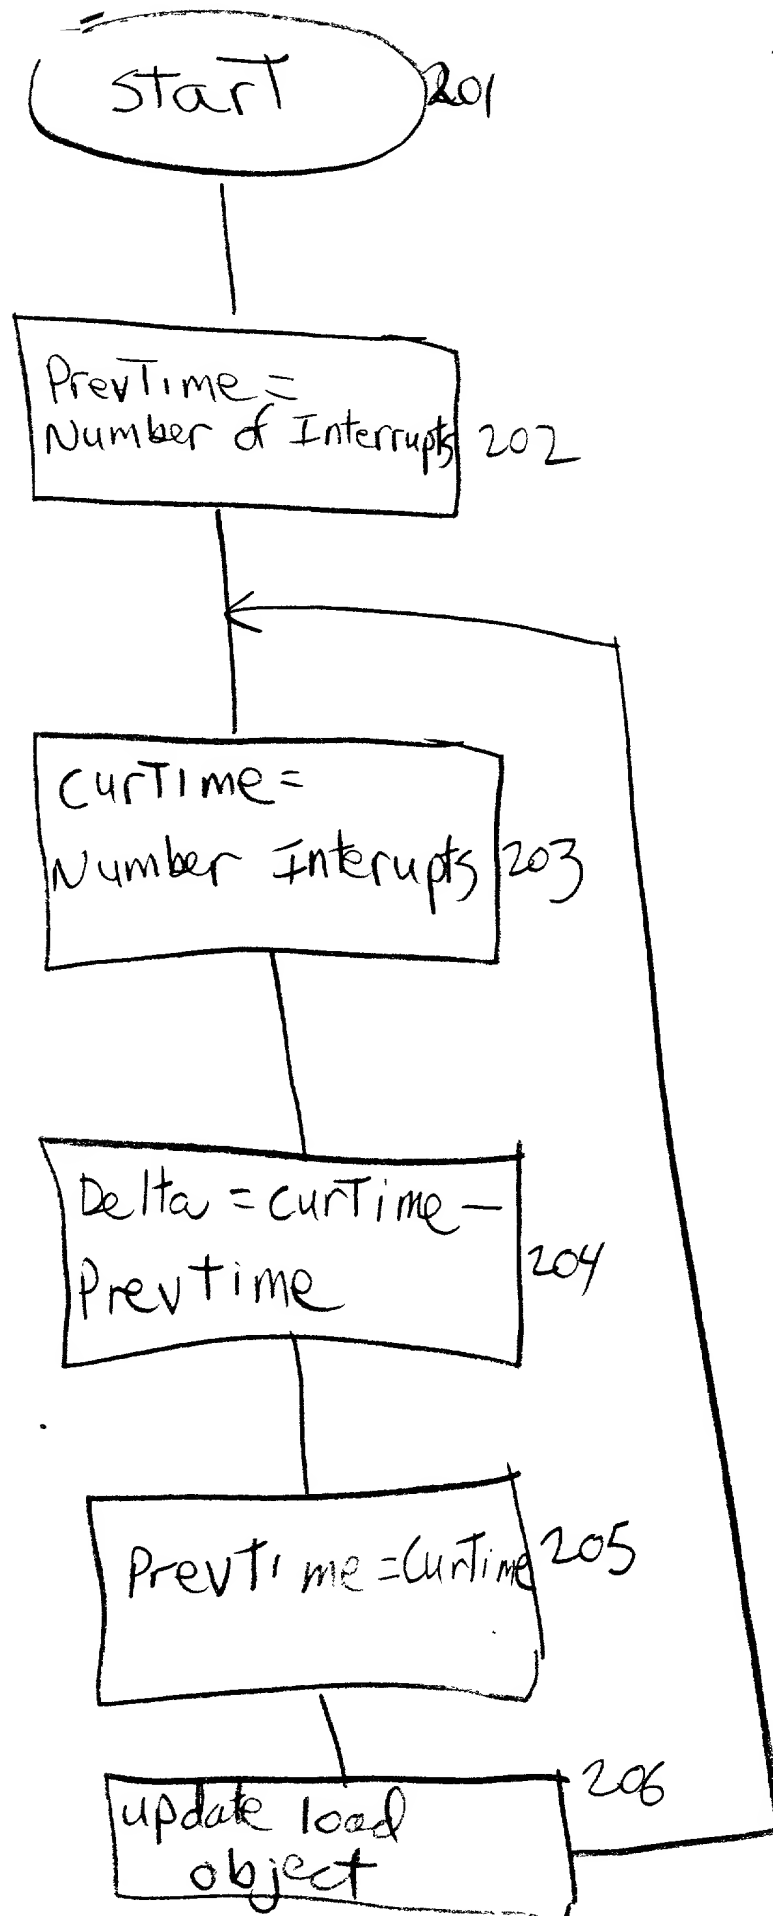 start
201
PrevTime =
Number of Interrupts
202
CurTime =
Number Interupts
203
Delta = CurTime -
Prevtime
204
PrevTime = CurTime
205
206
update load
object